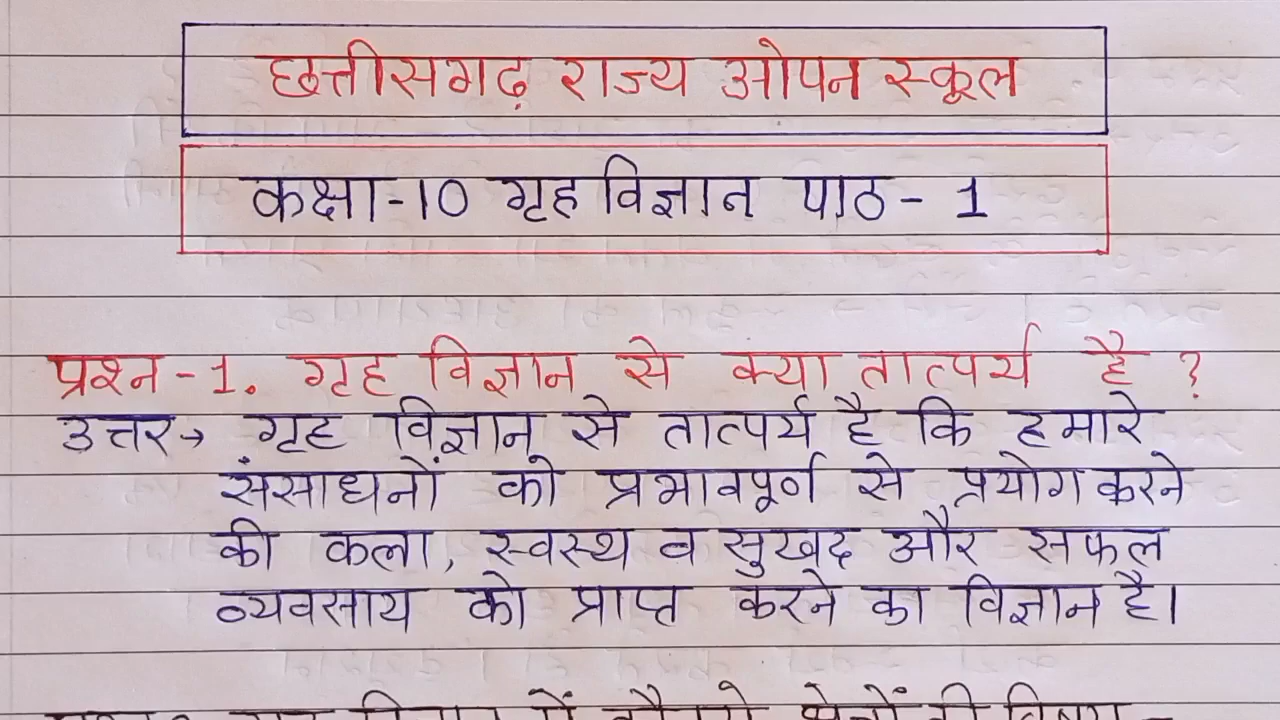 छत्तीसगढ़ राज्य ओपन स्कूल
कक्षा-10 गृह विज्ञान पाठ - 1
प्रश्न-1. गृह विज्ञान से क्या तात्पर्य है ?
उत्तर→ गृह विज्ञान से तात्पर्य है कि हमारे
संसाधनों को प्रभावपूर्ण से प्रयोग करने
की कला, स्वस्थ व सुखद और सफल
व्यवसाय को प्राप्त करने का विज्ञान है।